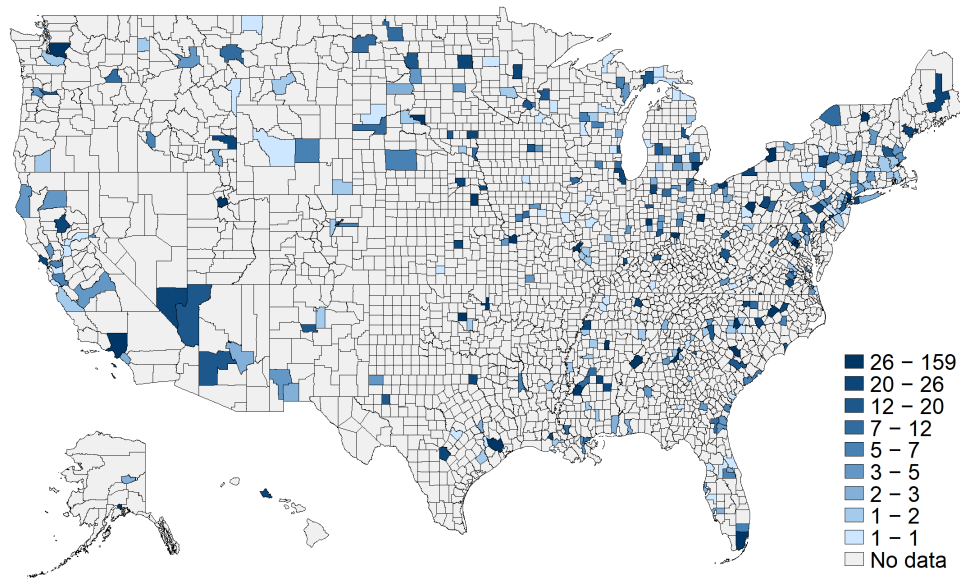 26 – 159
20 – 26
12 – 20
7 – 12
5 – 7
3 – 5
2 – 3
1 – 2
1 – 1
No data